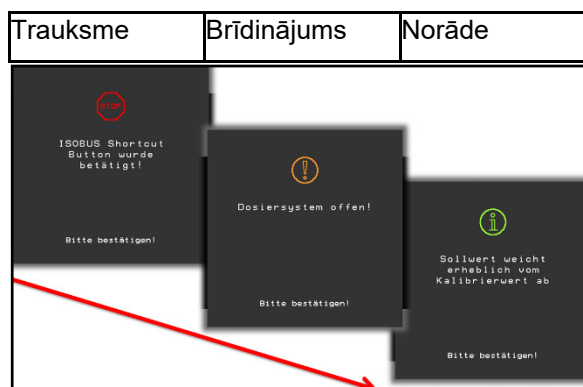 Trauksme
Brīdinājums
Norāde
STOP
ISOBUS Shortcut
Button wurde
betätigt!
Bitte bestätigen!
Dosiersystem offen!
Bitte bestätigen!
Sollwert weicht
erheblich vom
Kalibrierwert ab
Bitte bestätigen!